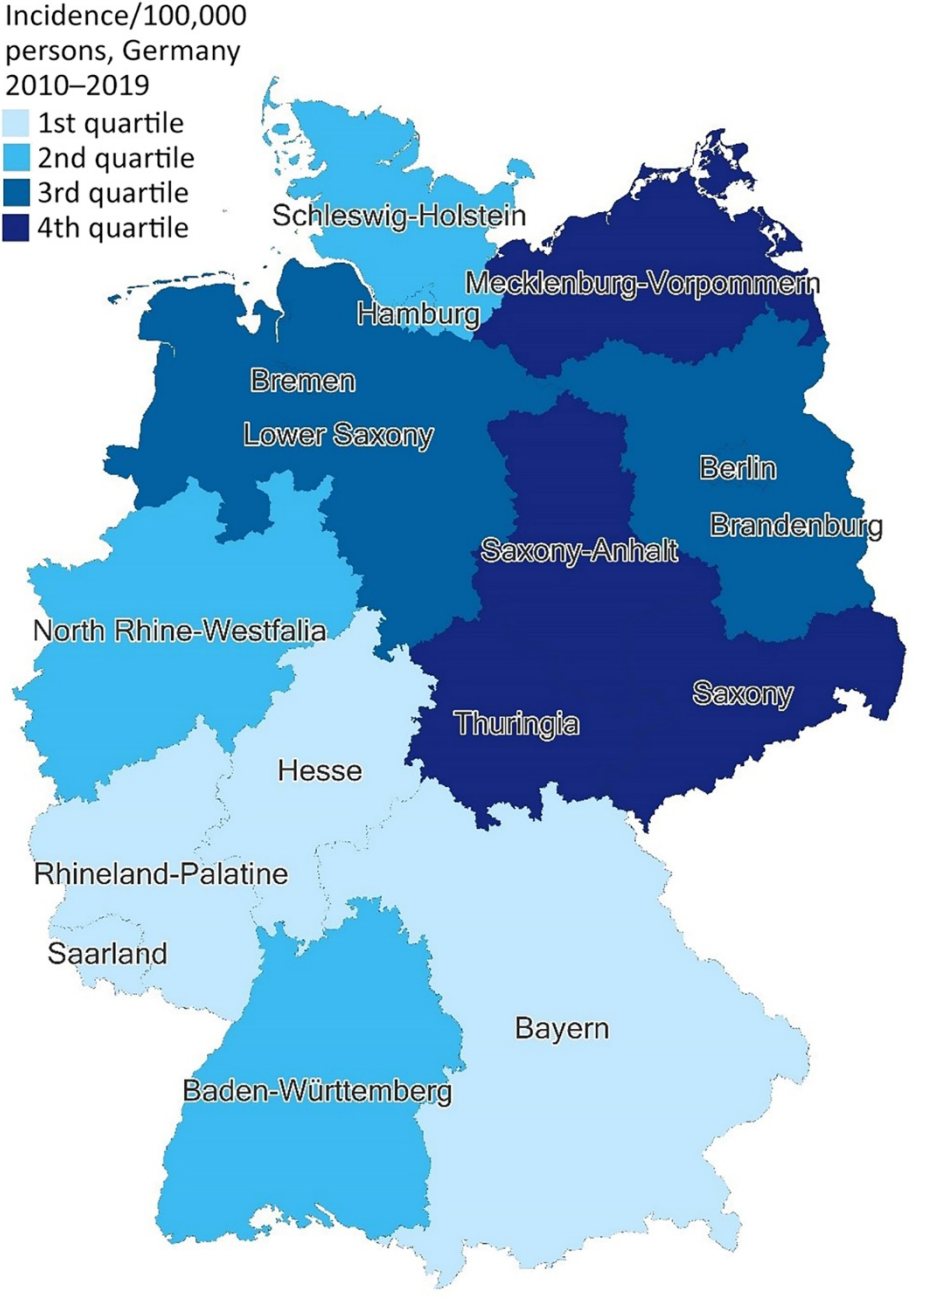 Incidence/100,000
persons, Germany
2010–2019
1st quartile
2nd quartile
3rd quartile
4th quartile
Schleswig-Holstein
Mecklenburg-Vorpommern
Hamburg
Bremen
Lower Saxony
Berlin
Brandenburg
Saxony-Anhalt
North Rhine-Westfalia
Saxony
Thuringia
Hesse
Rhineland-Palatine
Saarland
Bayern
Baden-Württemberg